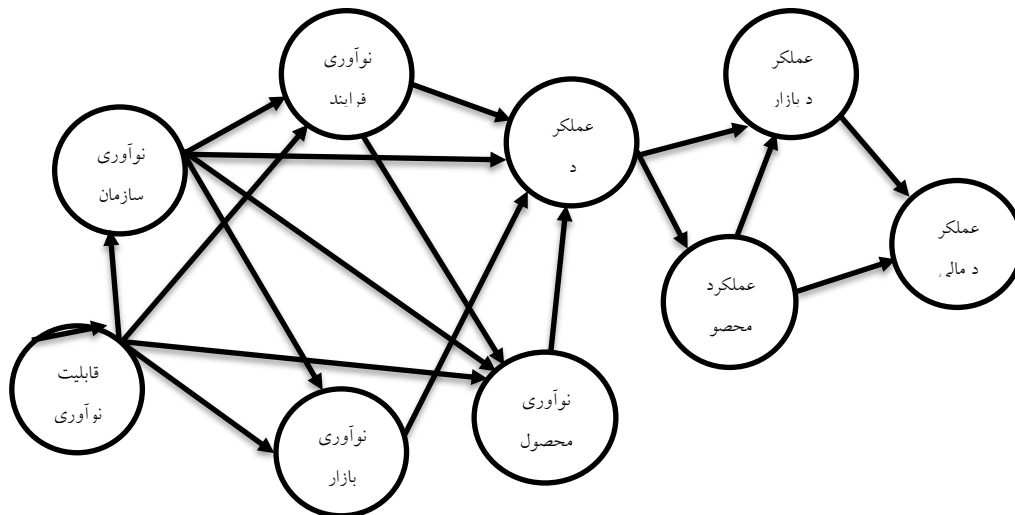 نوآوری
فرایند
عملکر
د بازار
عملکر
د
نوآوری
سازمان
عملکر
د مالی
عملکرد
محصو
قابلیت
نوآوری
نوآوری
بازار
نوآوری
محصول